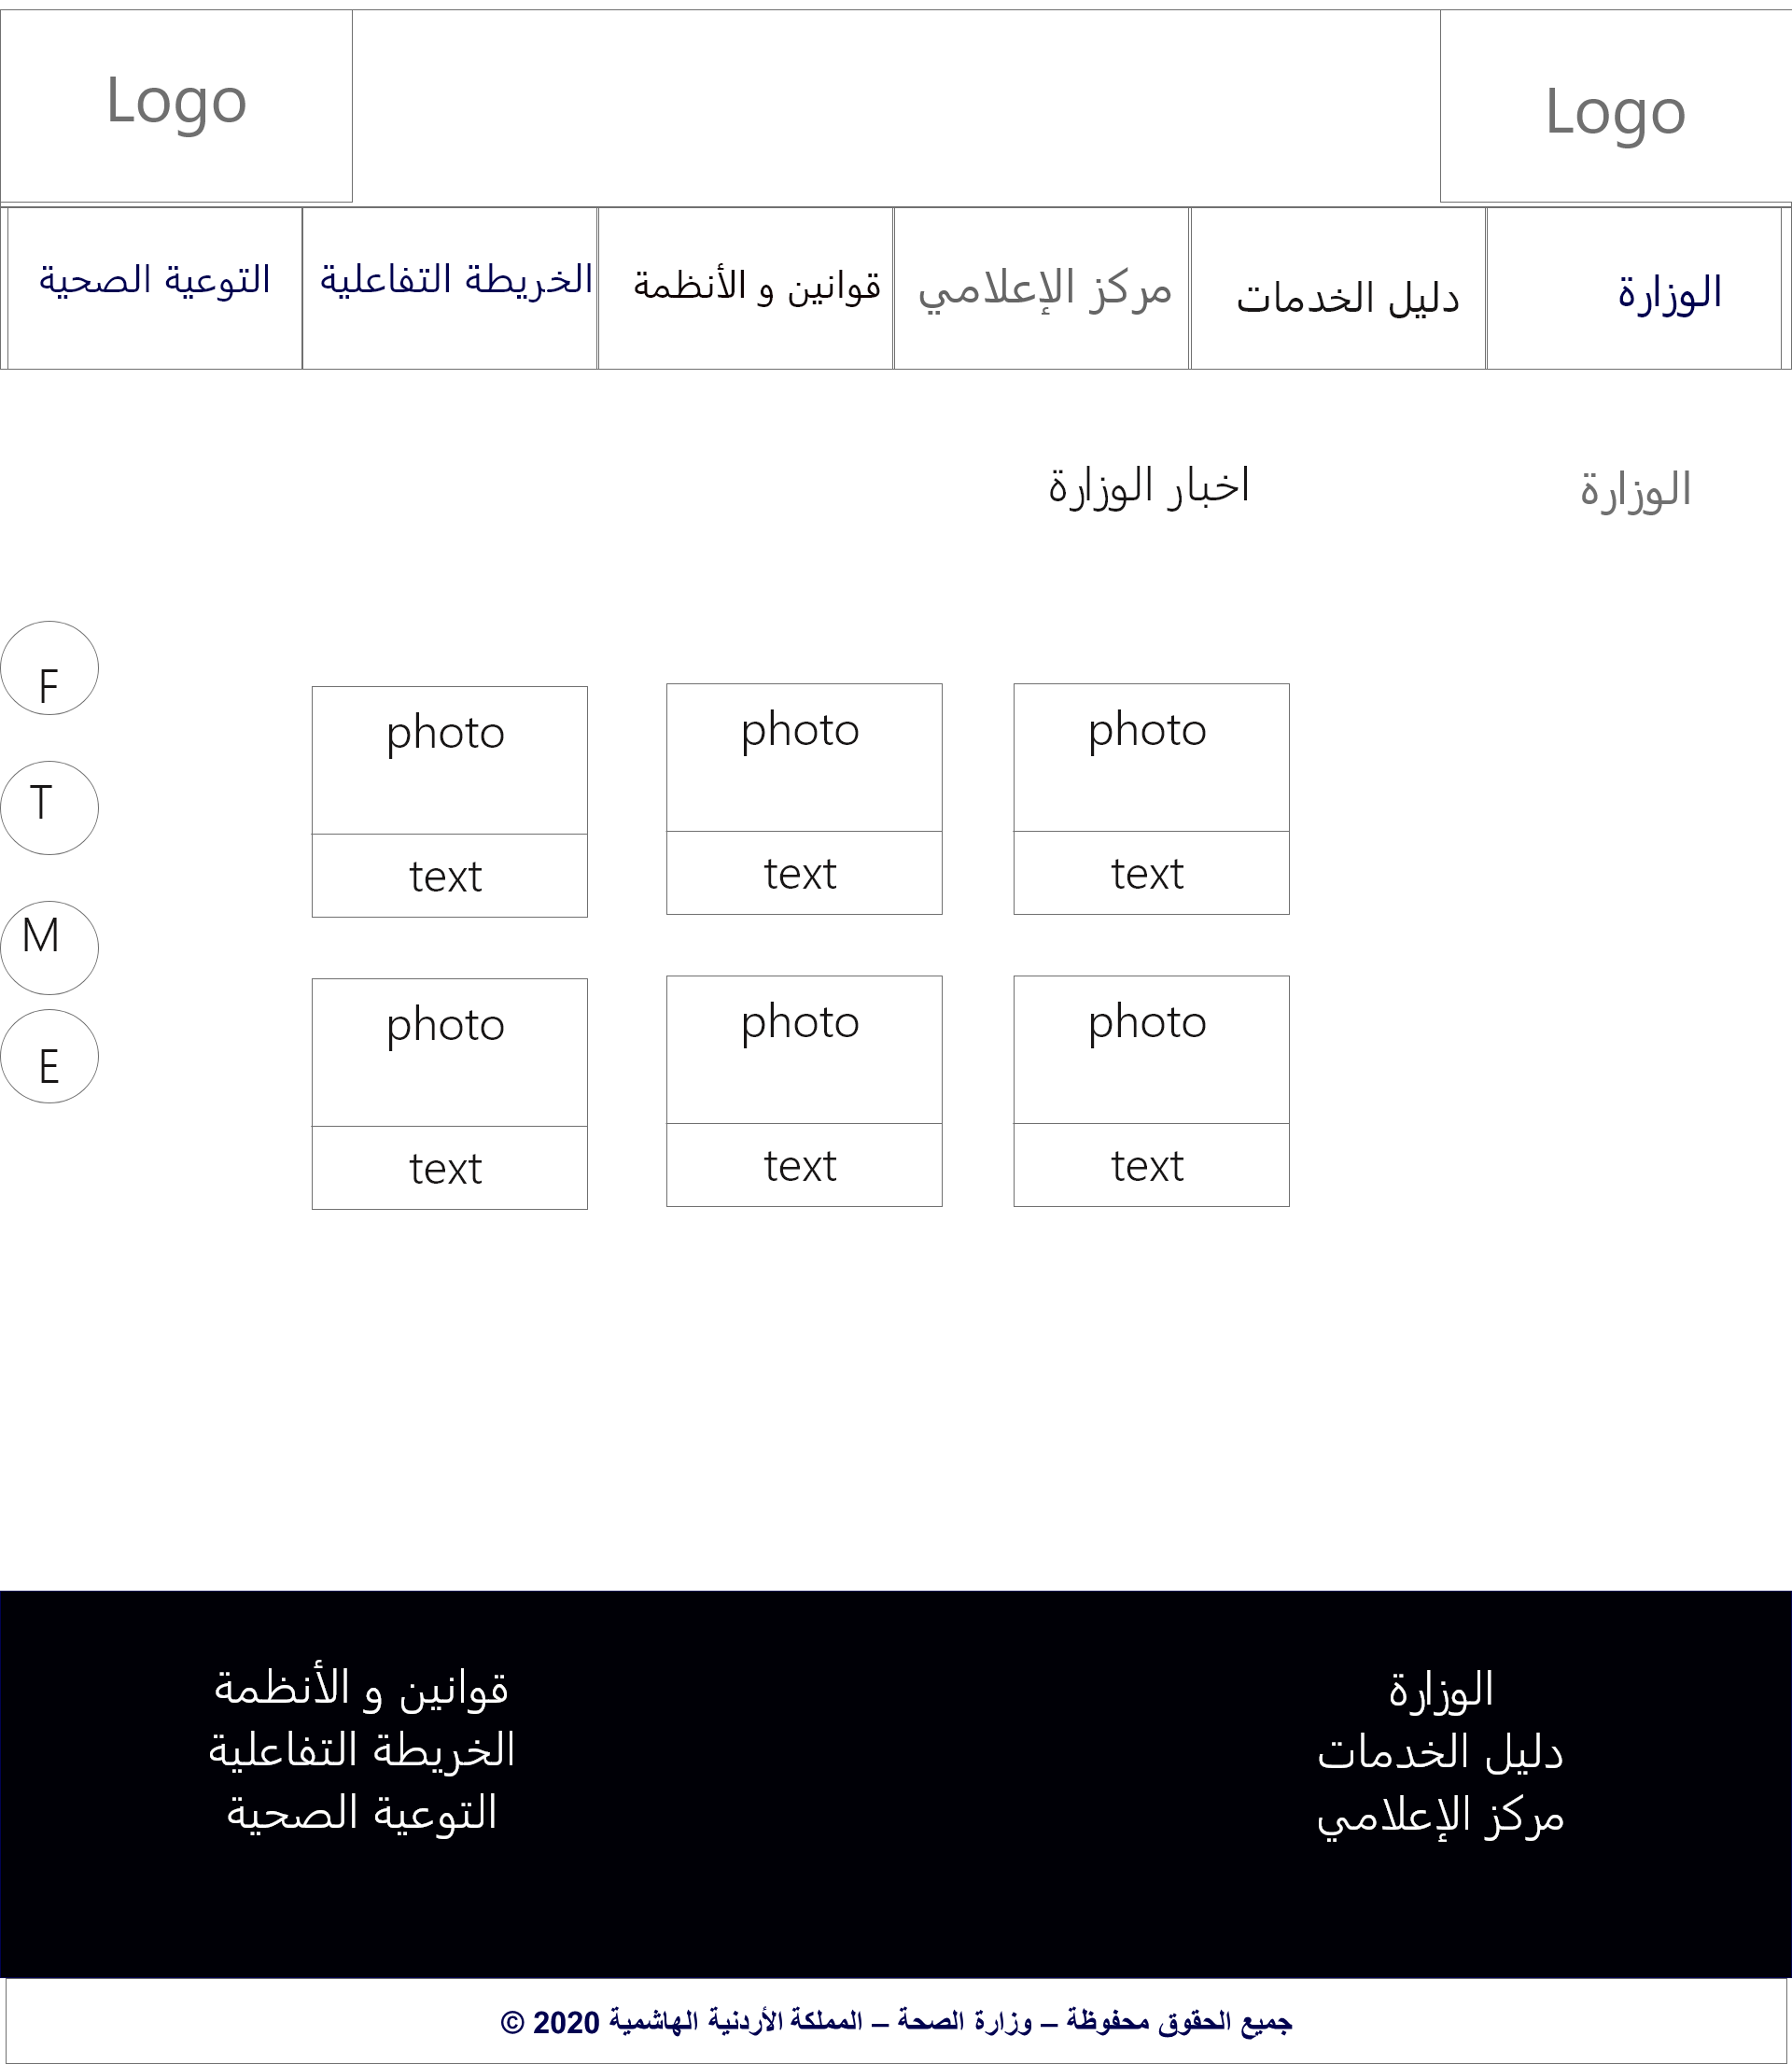 Logo
Logo
الوزارة
دليل الخدمات
مركز الإعلامي
قوانين و الأنظمة
الخريطة التفاعلية
التوعية الصحية
الوزارة
اخبار الوزارة
F
T
M
E
photo
photo
photo
text
text
text
photo
photo
photo
text
text
text
الوزارة
دليل الخدمات
مركز الإعلامي
قوانين و الأنظمة
الخريطة التفاعلية
التوعية الصحية
جميع الحقوق محفوظة – وزارة الصحة – المملكة الأردنية الهاشمية 2020 ©